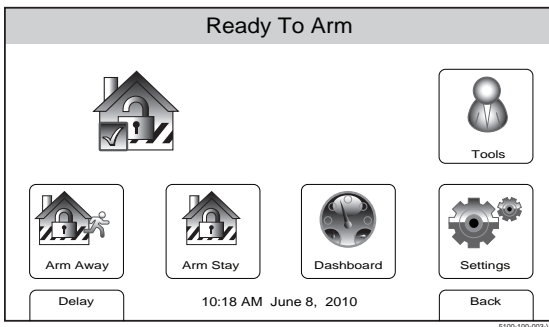 Ready To Arm
Tools
Arm Away
Arm Stay
Dashboard
Settings
Delay
10:18 AM June 8, 2010
Back